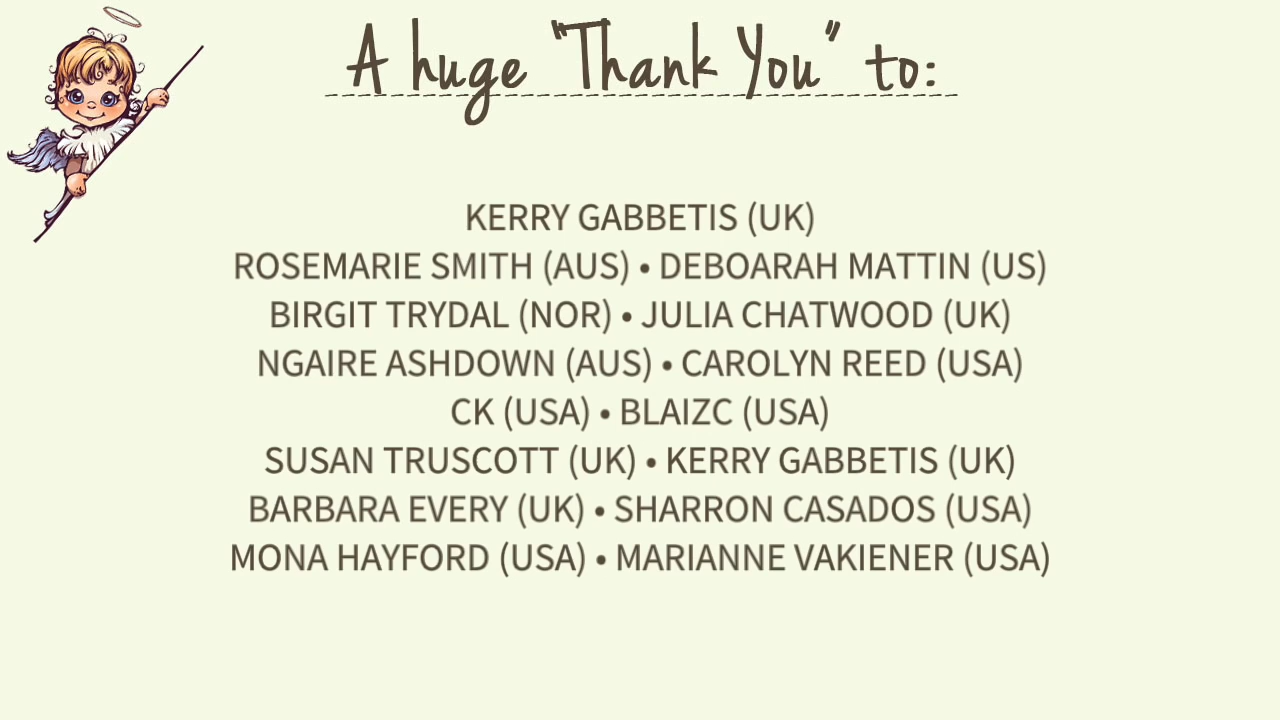 A huge "Thank You" to:
KERRY GABBETIS (UK)
ROSEMARIE SMITH (AUS) • DEBOARAH MATTIN (US)
BIRGIT TRYDAL (NOR) • JULIA CHATWOOD (UK)
NGAIRE ASHDOWN (AUS) • CAROLYN REED (USA)
CK (USA) • BLAIZC (USA)
SUSAN TRUSCOTT (UK) • KERRY GABBETIS (UK)
BARBARA EVERY (UK) • SHARRON CASADOS (USA)
MONA HAYFORD (USA) • MARIANNE VAKIENER (USA)